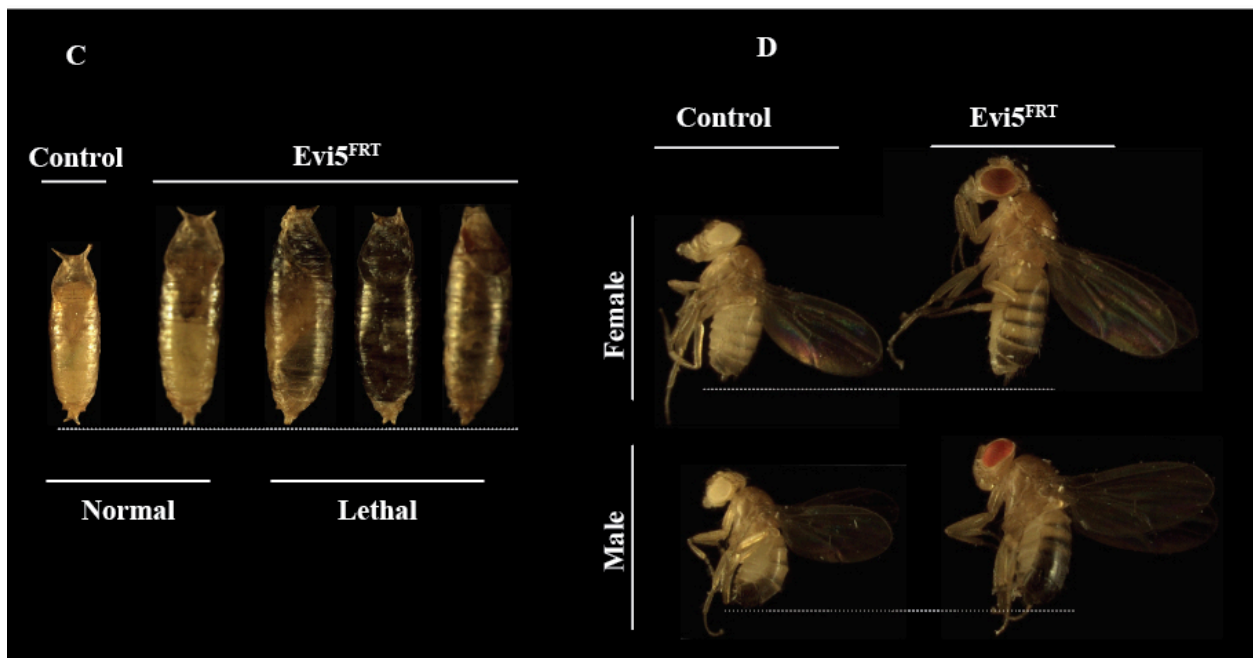 C
Control
Evi5FRT
Normal
Lethal
D
Control
Evi5FRT
Female
Male